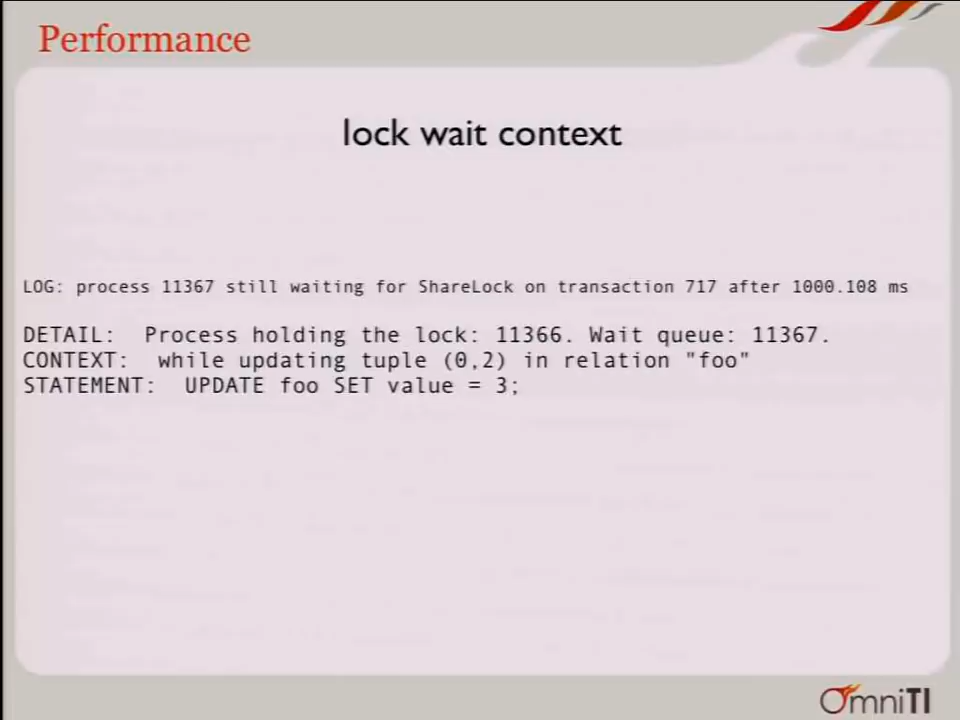 Performance
lock wait context
LOG: process 11367 still waiting for ShareLock on transaction 717 after 1000.108 ms
DETAIL:  Process holding the lock: 11366. Wait queue: 11367.
CONTEXT:  while updating tuple (0,2) in relation "foo"
STATEMENT:  UPDATE foo SET value = 3;
OmniTI